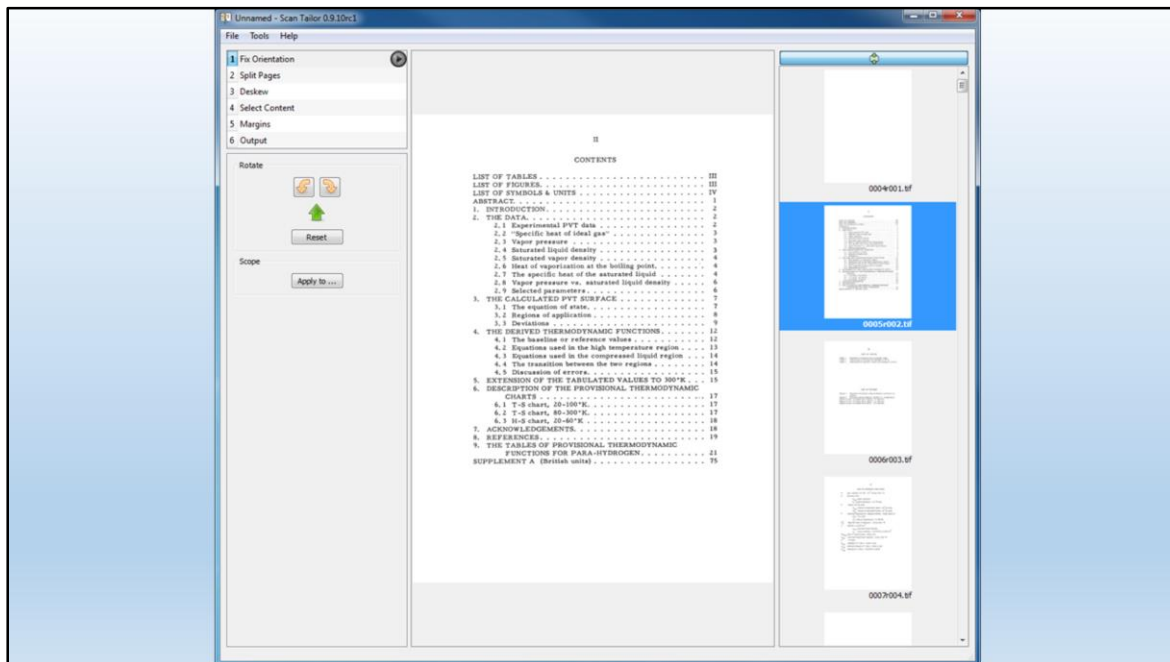 Unnamed - Scan Tailor 0.9.10rc1
File Tools Help
1 Fix Orientation
2 Split Pages
3 Deskew
4 Select Content
5 Margins
6 Output
Rotate
Reset
Scope
Apply to ...
II
CONTENTS
LIST OF TABLES . . . . . . . . . . . . . . . . . . . . . . . III
LIST OF FIGURES. . . . . . . . . . . . . . . . . . . . . . . III
LIST OF SYMBOLS & UNITS . . . . . . . . . . . . . . . . . IV
ABSTRACT. . . . . . . . . . . . . . . . . . . . . . . . . . 1
1. INTRODUCTION. . . . . . . . . . . . . . . . . . . . . . 2
2. THE DATA. . . . . . . . . . . . . . . . . . . . . . . . 2
2.1 Experimental PVT data . . . . . . . . . . . . . . . 2
2.2 "Specific heat of ideal gas" . . . . . . . . . . . . . 3
2.3 Vapor pressure . . . . . . . . . . . . . . . . . . 3
2.4 Saturated liquid density . . . . . . . . . . . . . . 3
2.5 Saturated vapor density . . . . . . . . . . . . . . 4
2.6 Heat of vaporization at the boiling point. . . . . . . . 4
2.7 The specific heat of the saturated liquid . . . . . . . 4
2.8 Vapor pressure vs. saturated liquid density . . . . . . 6
2.9 Selected parameters . . . . . . . . . . . . . . . . 6
3. THE CALCULATED PVT SURFACE . . . . . . . . . . . . . 7
3.1 The equation of state. . . . . . . . . . . . . . . . 7
3.2 Regions of application . . . . . . . . . . . . . . . 8
3.3 Deviations . . . . . . . . . . . . . . . . . . . . 9
4. THE DERIVED THERMODYNAMIC FUNCTIONS. . . . . . . . 12
4.1 The baseline or reference values . . . . . . . . . . 12
4.2 Equations used in the high temperature region . . . . 13
4.3 Equations used in the compressed liquid region . . . 14
4.4 The transition between the two regions . . . . . . . 14
4.5 Discussion of errors. . . . . . . . . . . . . . . . 15
5. EXTENSION OF THE TABULATED VALUES TO 300°K . . . 15
6. DESCRIPTION OF THE PROVISIONAL THERMODYNAMIC
CHARTS . . . . . . . . . . . . . . . . . . . . . . 17
6.1 T-S chart, 20-100°K. . . . . . . . . . . . . . . . 17
6.2 T-S chart, 80-300°K. . . . . . . . . . . . . . . . 17
6.3 H-S chart, 20-60°K . . . . . . . . . . . . . . . . 18
7. ACKNOWLEDGEMENTS. . . . . . . . . . . . . . . . . . 18
8. REFERENCES. . . . . . . . . . . . . . . . . . . . . . 19
9. THE TABLES OF PROVISIONAL THERMODYNAMIC
FUNCTIONS FOR PARA-HYDROGEN. . . . . . . . . . 21
SUPPLEMENT A (British units) . . . . . . . . . . . . . . . . . 75
0004r001.tif
0005r002.tif
0006r003.tif
0007r004.tif